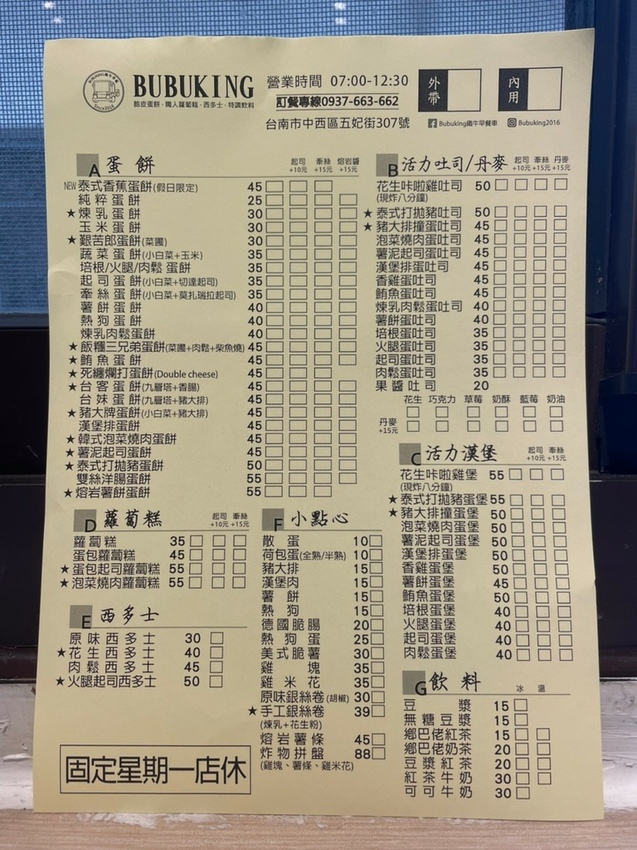 BUBUKING
脆皮蛋餅·職人蘿蔔糕·西多士·特調飲料
營業時間 07:00-12:30
訂餐專線0937-663-662
台南市中西區五妃街307號
外帶
內用
Bubuking鐵牛早餐車
Bubuking2016
A 蛋餅
起司+10元 牽絲+15元 熔岩醬+15元
NEW 泰式香蕉蛋餅(假日限定) 45
純粹蛋餅 25
★煉乳蛋餅 30
玉米蛋餅 30
★艱苦郎蛋餅(菜圃) 30
蔬菜蛋餅(小白菜+玉米) 35
培根/火腿/肉鬆 蛋餅 35
起司蛋餅(小白菜+切達起司) 35
牽絲蛋餅(小白菜+莫扎瑞拉起司) 35
薯餅蛋餅 40
熱狗蛋餅 40
煉乳肉鬆蛋餅 40
★飯糰三兄弟蛋餅(菜圃+肉鬆+柴魚燒) 45
★鮪魚蛋餅 45
★死纏爛打蛋餅(Double cheese) 45
★台客蛋餅(九層塔+香腸) 45
台妹蛋餅(九層塔+豬大排) 45
★豬大牌蛋餅(小白菜+豬大排) 45
漢堡排蛋餅 45
★韓式泡菜燒肉蛋餅 45
★薯泥起司蛋餅 45
★泰式打拋豬蛋餅 50
雙絲洋腸蛋餅 55
★熔岩薯餅蛋餅 55
B 活力吐司/丹麥
起司+10元 牽絲+15元 丹麥+15元
花生咔啦雞吐司 50
(現炸八分鐘)
★泰式打拋豬吐司 50
★豬大排撞蛋吐司 45
泡菜燒肉蛋吐司 45
薯泥起司蛋吐司 45
漢堡排蛋吐司 45
香雞蛋吐司 45
鮪魚蛋吐司 45
煉乳肉鬆蛋吐司 40
薯餅蛋吐司 40
培根蛋吐司 35
火腿蛋吐司 35
起司蛋吐司 35
肉鬆蛋吐司 35
果醬吐司 20
花生 巧克力 草莓 奶酥 藍莓 奶油
丹麥+15元
C 活力漢堡
起司+10元 牽絲+15元
花生咔啦雞堡 55
(現炸八分鐘)
★泰式打拋豬蛋堡 55
★豬大排撞蛋堡 50
泡菜燒肉蛋堡 50
薯泥起司蛋堡 50
漢堡排蛋堡 50
香雞蛋堡 50
薯餅蛋堡 45
鮪魚蛋堡 50
培根蛋堡 40
火腿蛋堡 40
起司蛋堡 40
肉鬆蛋堡 40
D 蘿蔔糕
起司+10元 牽絲+15元
蘿蔔糕 35
蛋包蘿蔔糕 45
★蛋包起司蘿蔔糕 55
★泡菜燒肉蘿蔔糕 55
E 西多士
原味西多士 30
★花生西多士 40
肉鬆西多士 45
★火腿起司西多士 50
F 小點心
散蛋 10
荷包蛋(全熟/半熟) 10
豬大排 15
漢堡肉 15
薯餅 15
熱狗 15
德國脆腸 20
熱狗蛋 25
美式脆薯 30
雞塊 35
雞米花 35
原味銀絲卷(胡椒) 30
★手工銀絲卷 39
(煉乳+花生粉)
熔岩薯條 45
炸物拼盤 88
(雞塊、薯條、雞米花)
G 飲料
冰 溫
豆漿 15
無糖豆漿 15
鄉巴佬紅茶 15
鄉巴佬奶茶 20
豆漿紅茶 20
紅茶牛奶 30
可可牛奶 30
固定星期一店休